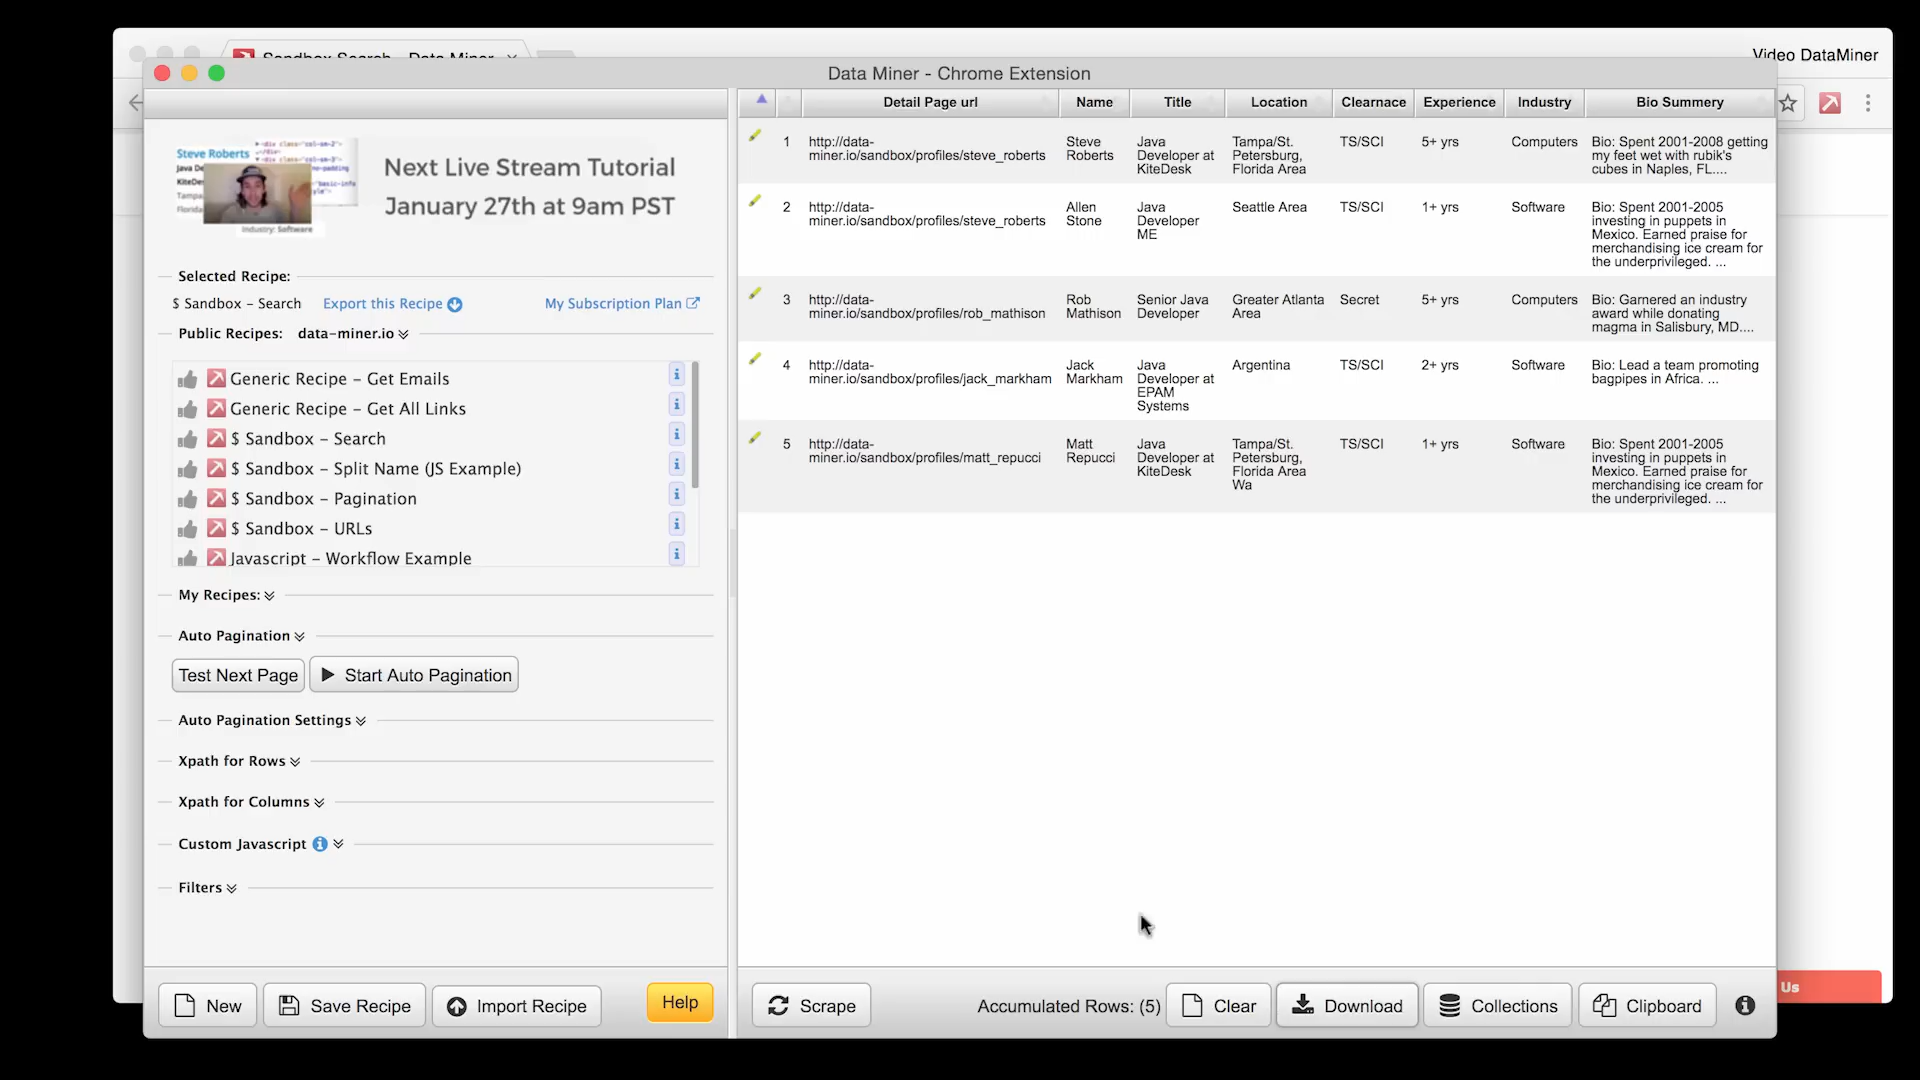 Sandbox Search - Data Miner
Video DataMiner
Data Miner - Chrome Extension
Steve Roberts
Java De
KiteDes
Tampa
Florida
Industry: Software
Next Live Stream Tutorial
January 27th at 9am PST
Selected Recipe:
$ Sandbox - Search Export this Recipe My Subscription Plan
Public Recipes: data-miner.io
Generic Recipe - Get Emails
Generic Recipe - Get All Links
$ Sandbox - Search
$ Sandbox - Split Name (JS Example)
$ Sandbox - Pagination
$ Sandbox - URLs
Javascript - Workflow Example
My Recipes:
Auto Pagination
Test Next Page Start Auto Pagination
Auto Pagination Settings
Xpath for Rows
Xpath for Columns
Custom Javascript
Filters
New Save Recipe Import Recipe Help
Detail Page url Name Title Location Clearnace Experience Industry Bio Summery
1 http://data- Steve Java Tampa/St. TS/SCI 5+ yrs Computers Bio: Spent 2001-2008 getting
miner.io/sandbox/profiles/steve_roberts Roberts Developer at Petersburg, my feet wet with rubik's
KiteDesk Florida Area cubes in Naples, FL....
2 http://data- Allen Java Seattle Area TS/SCI 1+ yrs Software Bio: Spent 2001-2005
miner.io/sandbox/profiles/steve_roberts Stone Developer investing in puppets in
ME Mexico. Earned praise for
merchandising ice cream for
the underprivileged. ...
3 http://data- Rob Senior Java Greater Atlanta Secret 5+ yrs Computers Bio: Garnered an industry
miner.io/sandbox/profiles/rob_mathison Mathison Developer Area award while donating
magma in Salisbury, MD....
4 http://data- Jack Java Argentina TS/SCI 2+ yrs Software Bio: Lead a team promoting
miner.io/sandbox/profiles/jack_markham Markham Developer at bagpipes in Africa. ...
EPAM
Systems
5 http://data- Matt Java Tampa/St. TS/SCI 1+ yrs Software Bio: Spent 2001-2005
miner.io/sandbox/profiles/matt_repucci Repucci Developer at Petersburg, investing in puppets in
KiteDesk Florida Area Mexico. Earned praise for
Wa merchandising ice cream for
the underprivileged. ...
Scrape Accumulated Rows: (5) Clear Download Collections Clipboard
Us